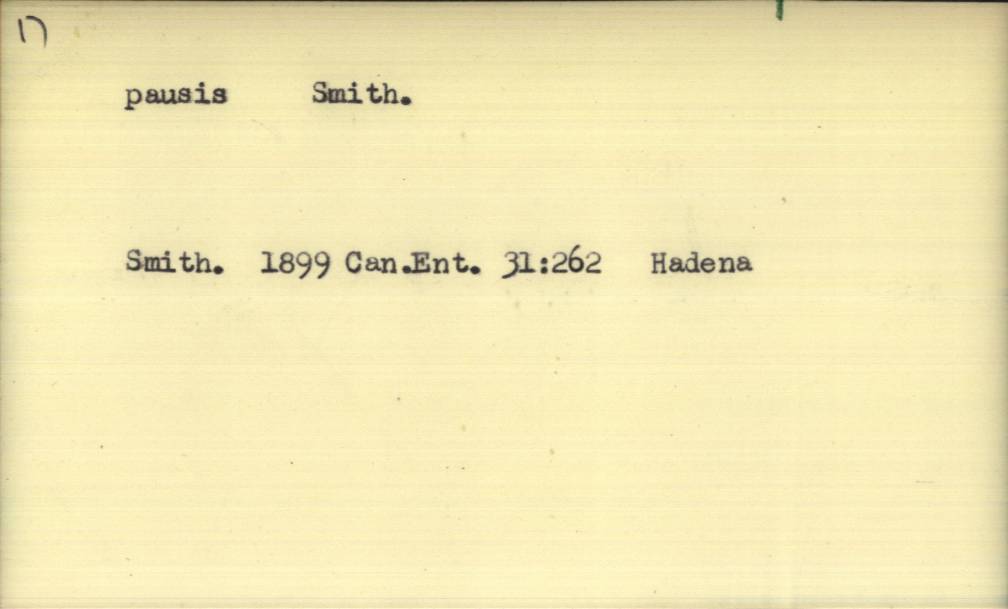 17
pausis Smith.
Smith. 1899 Can.Ent. 31:262 Hadena